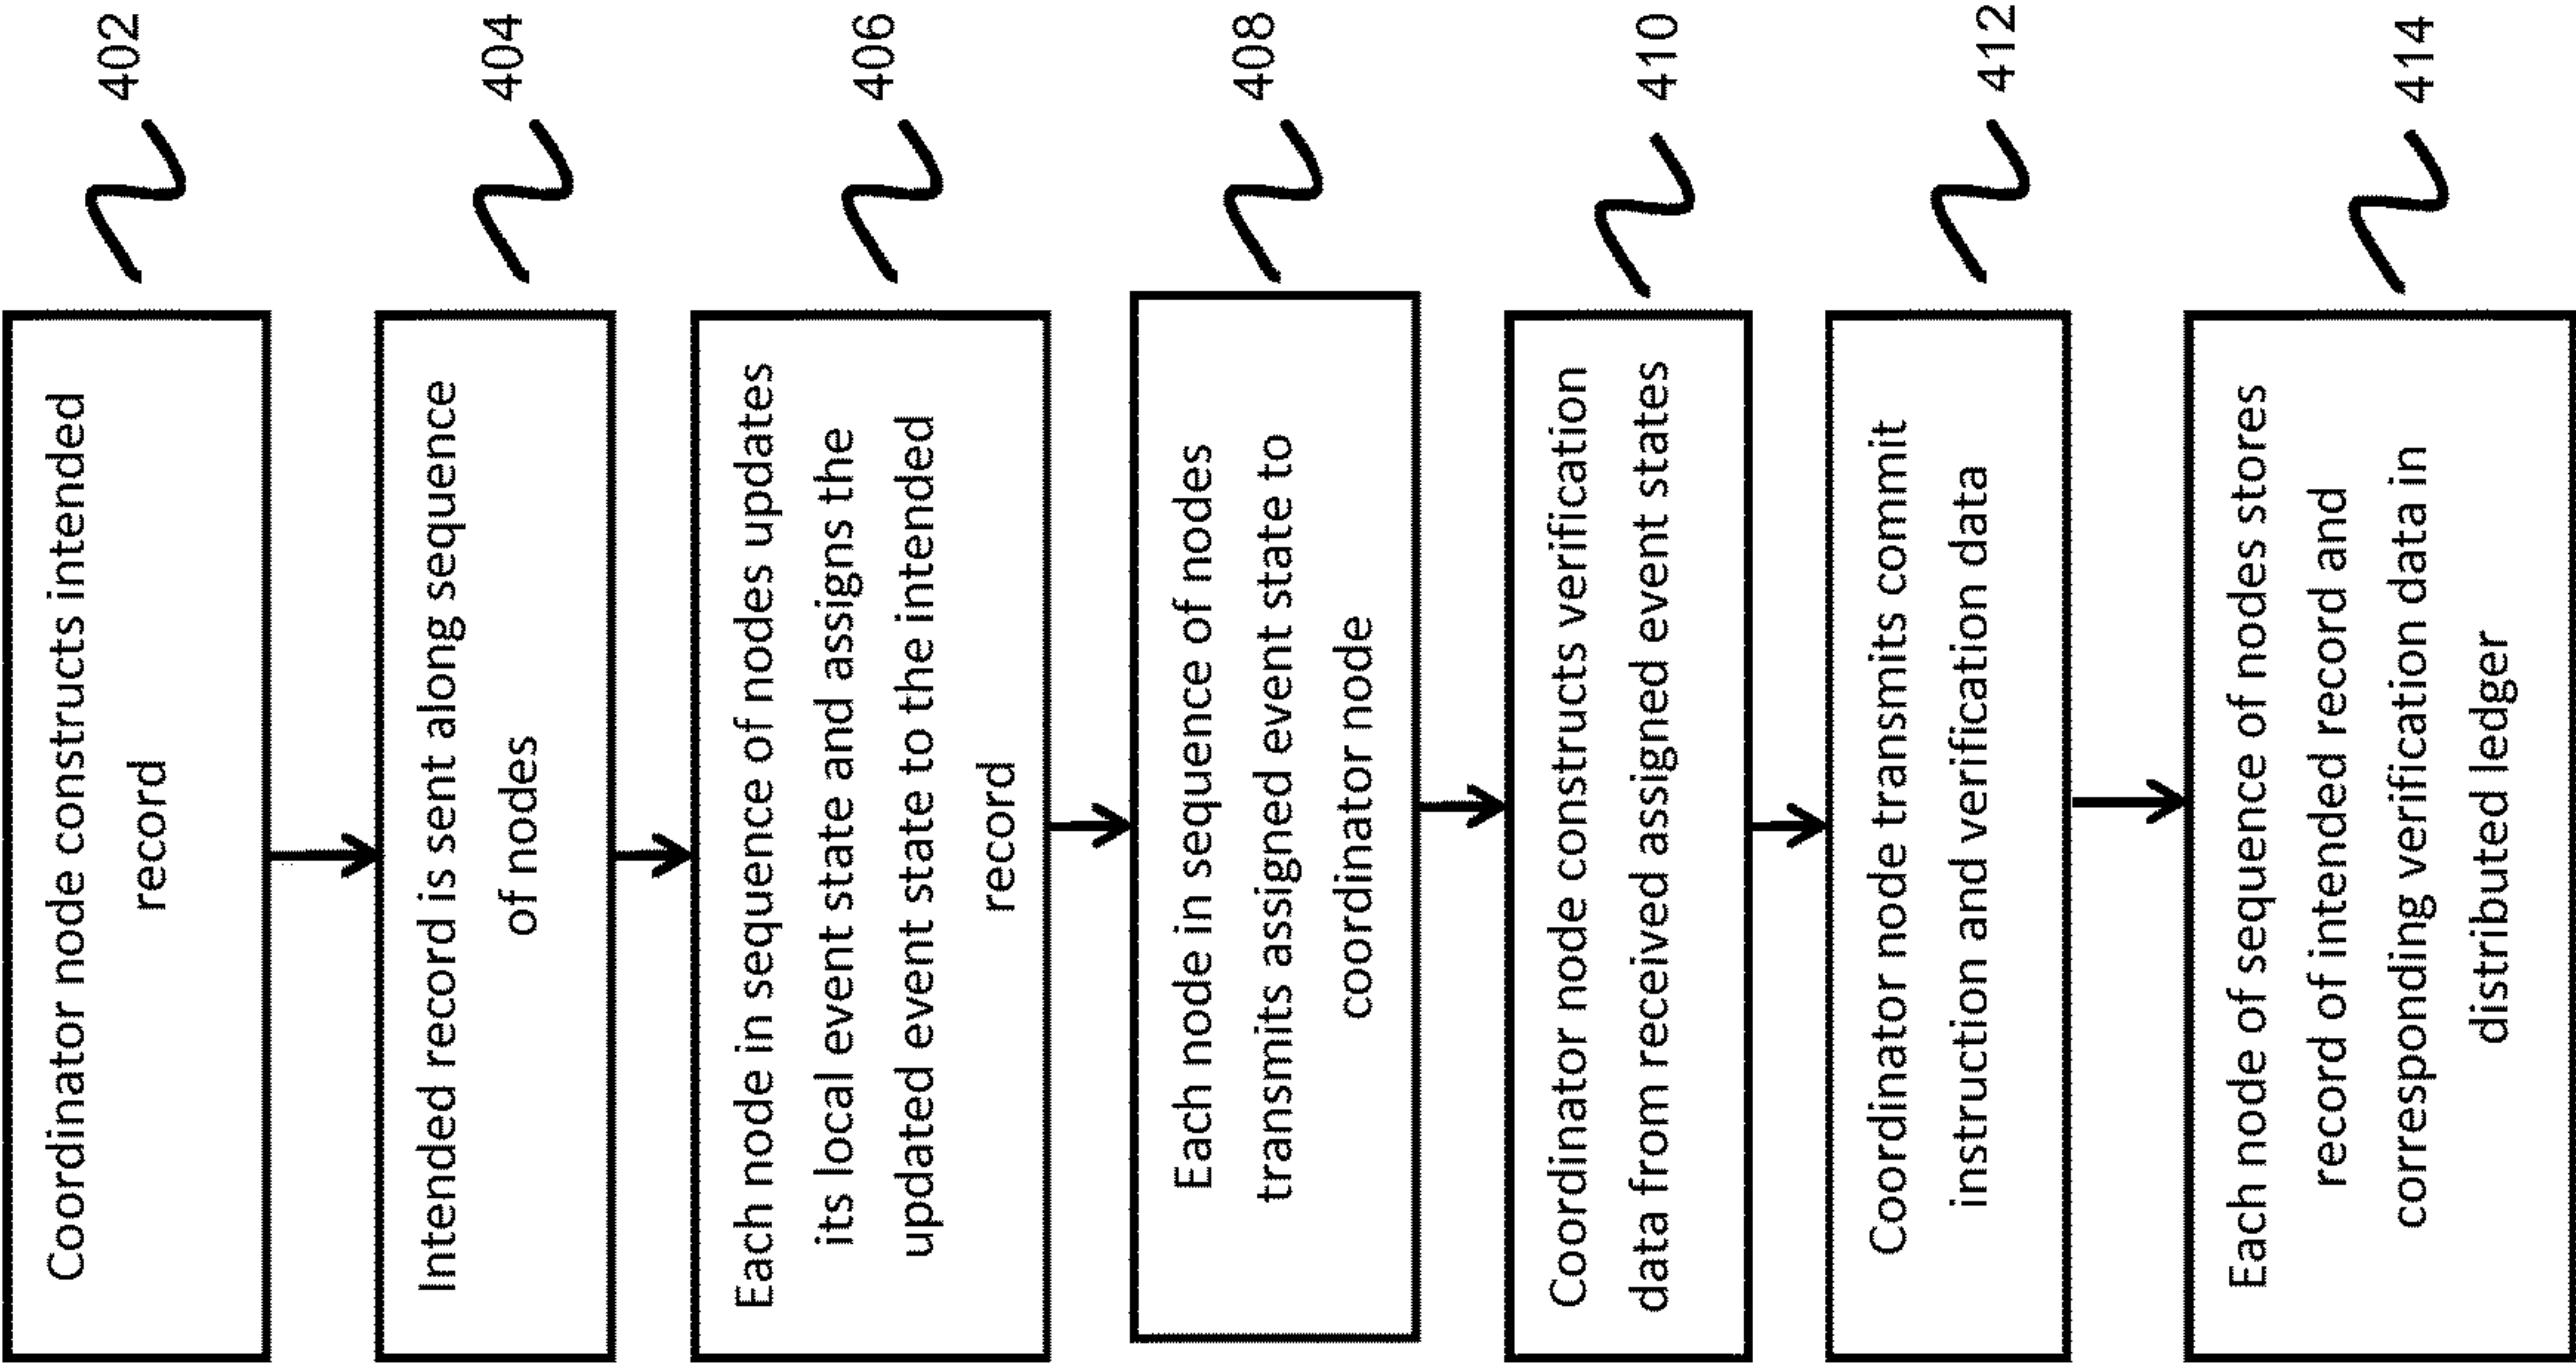 Coordinator node constructs intended
record
402
Intended record is sent along sequence
of nodes
404
Each node in sequence of nodes updates
its local event state and assigns the
updated event state to the intended
record
406
Each node in sequence of nodes
transmits assigned event state to
coordinator node
408
Coordinator node constructs verification
data from received assigned event states
410
Coordinator node transmits commit
instruction and verification data
412
Each node of sequence of nodes stores
record of intended record and
corresponding verification data in
distributed ledger
414